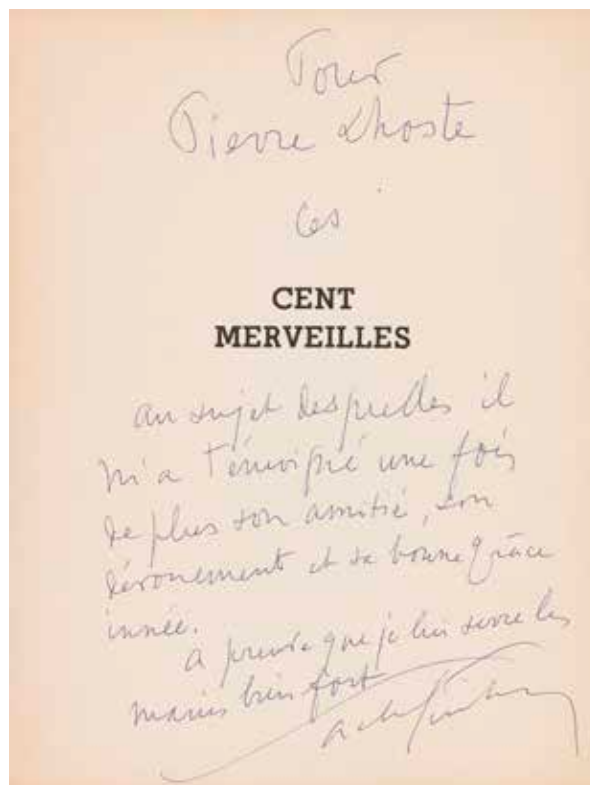 Pour
Pierre Lhoste
Ces
CENT
MERVEILLES
au sujet desquelles il
m'a témoigné une fois
de plus son amitié, son
dévouement et sa bonne grâce
innée.
à preuve que je lui serre les
mains bien fort